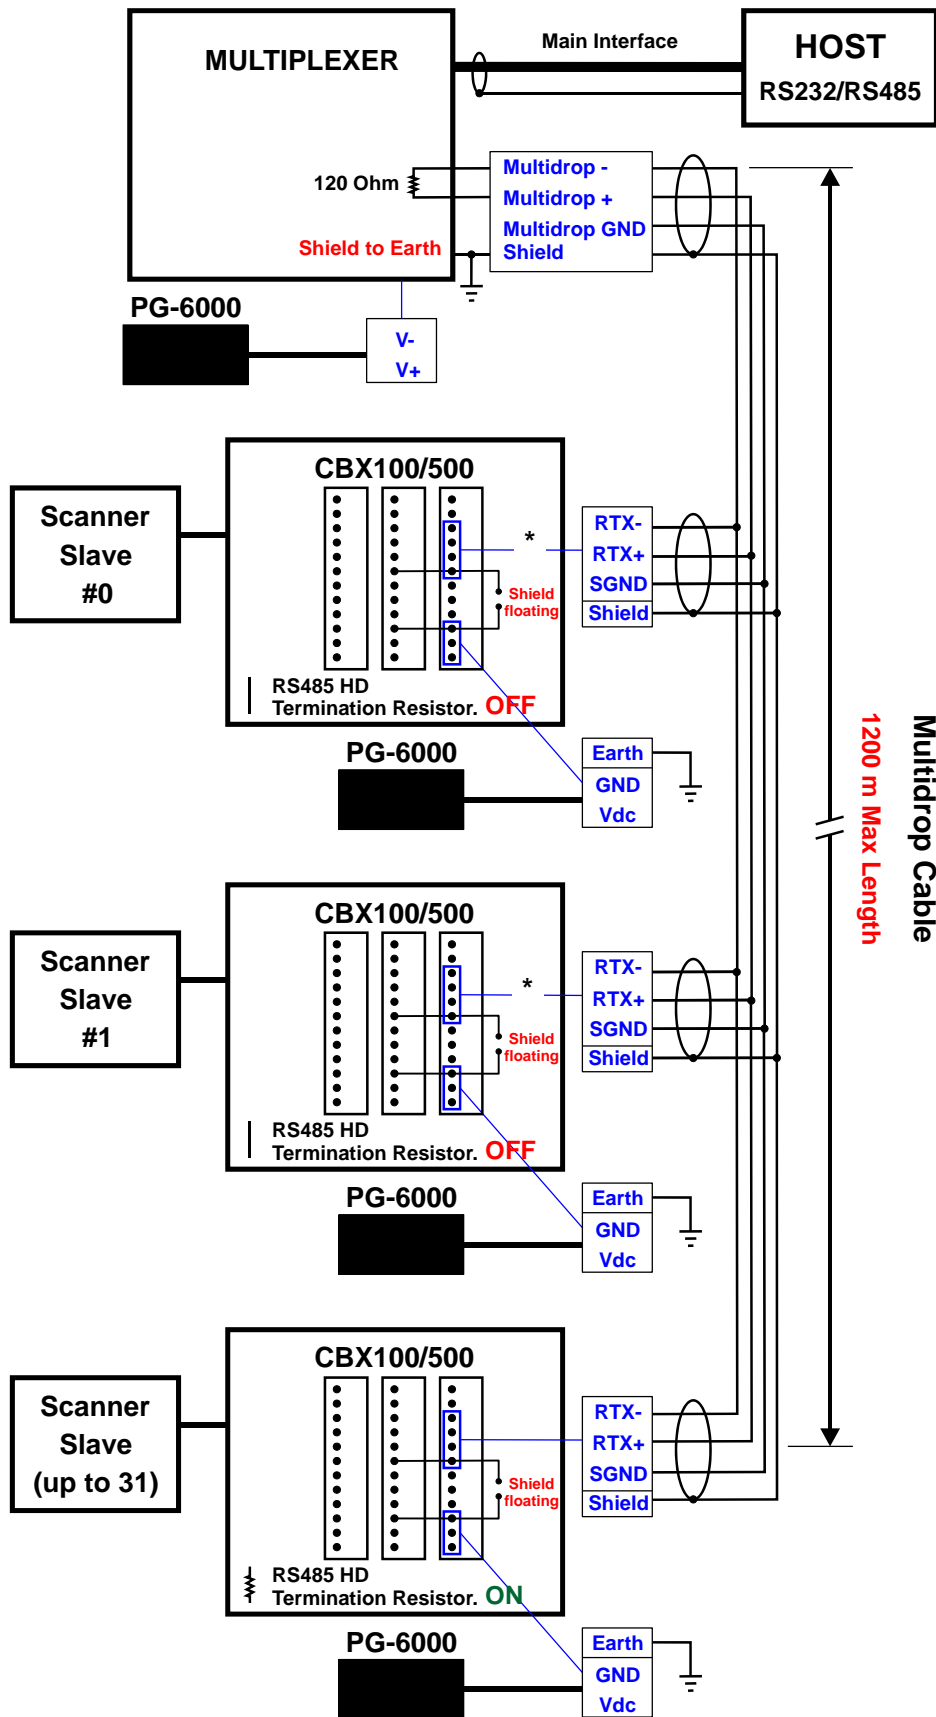 MULTIPLEXER
Main Interface
HOST
RS232/RS485
120 Ohm
Multidrop -
Multidrop +
Multidrop GND
Shield
Shield to Earth
PG-6000
V-
V+
CBX100/500
Scanner
Slave
#0
*
RTX-
RTX+
SGND
Shield
Shield
floating
RS485 HD
Termination Resistor. OFF
PG-6000
Earth
GND
Vdc
Multidrop Cable
1200 m Max Length
CBX100/500
Scanner
Slave
#1
*
RTX-
RTX+
SGND
Shield
Shield
floating
RS485 HD
Termination Resistor. OFF
PG-6000
Earth
GND
Vdc
CBX100/500
Scanner
Slave
(up to 31)
RTX-
RTX+
SGND
Shield
Shield
floating
RS485 HD
Termination Resistor. ON
PG-6000
Earth
GND
Vdc